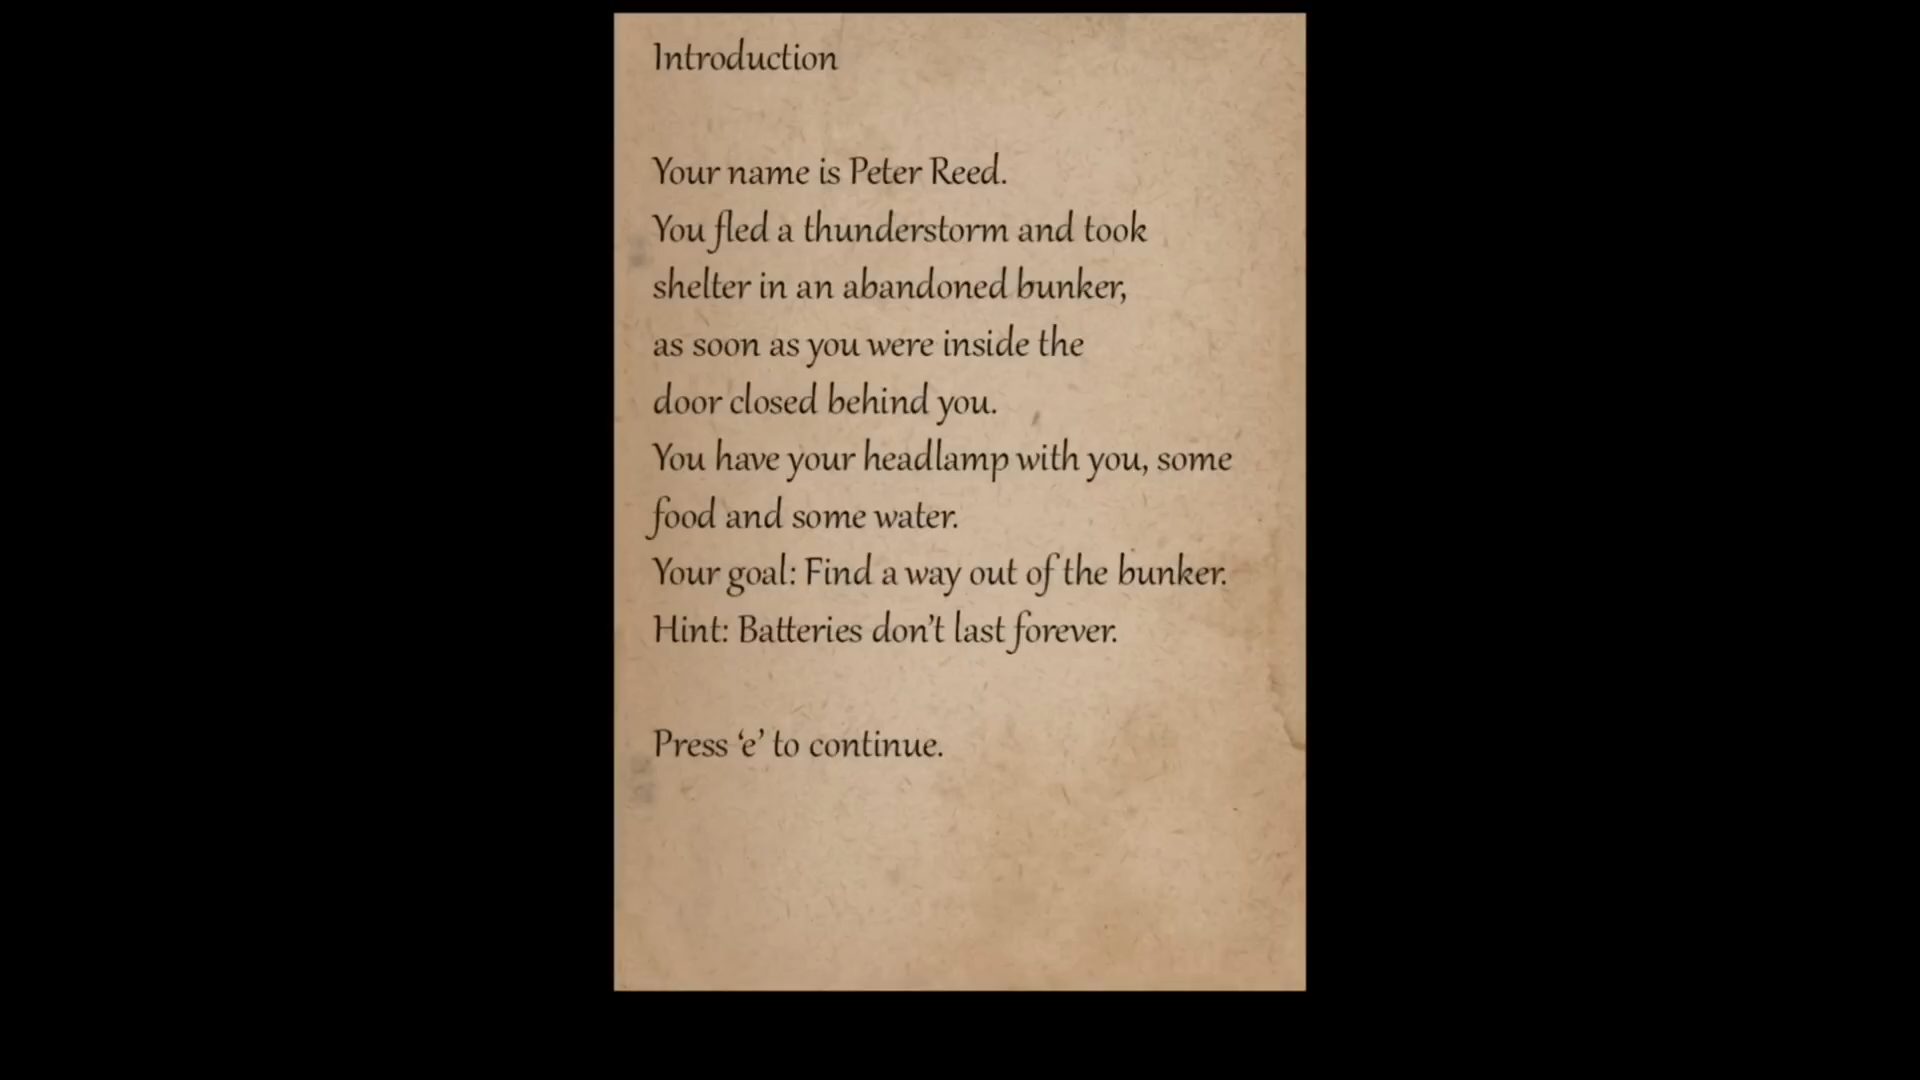 Introduction
Your name is Peter Reed.
You fled a thunderstorm and took
shelter in an abandoned bunker,
as soon as you were inside the
door closed behind you.
You have your headlamp with you, some
food and some water.
Your goal: Find a way out of the bunker.
Hint: Batteries don’t last forever.
Press ‘e’ to continue.